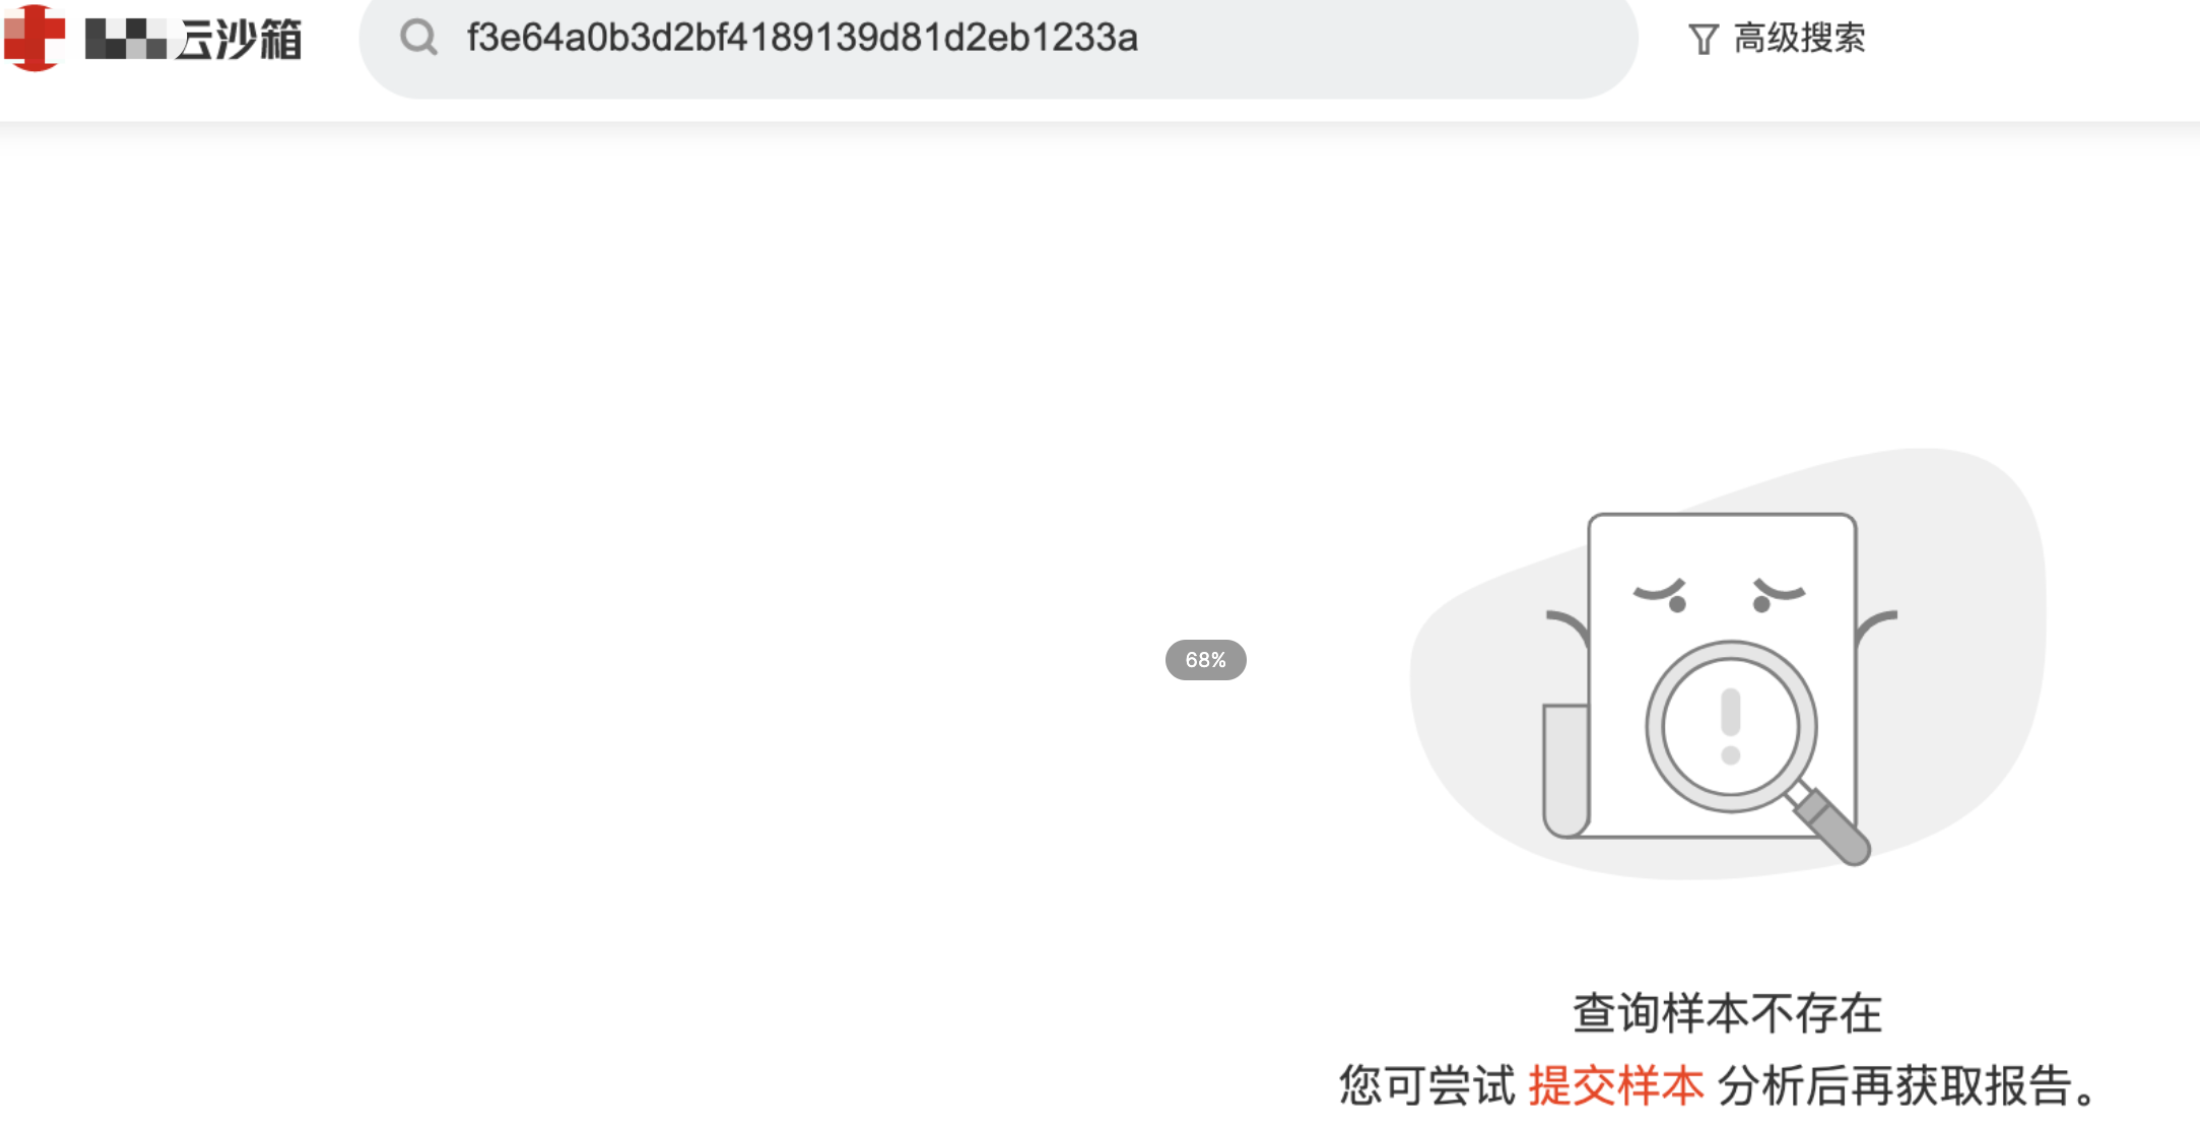 云沙箱
f3e64a0b3d2bf4189139d81d2eb1233a
高级搜索
68%
查询样本不存在
您可尝试 提交样本 分析后再获取报告。